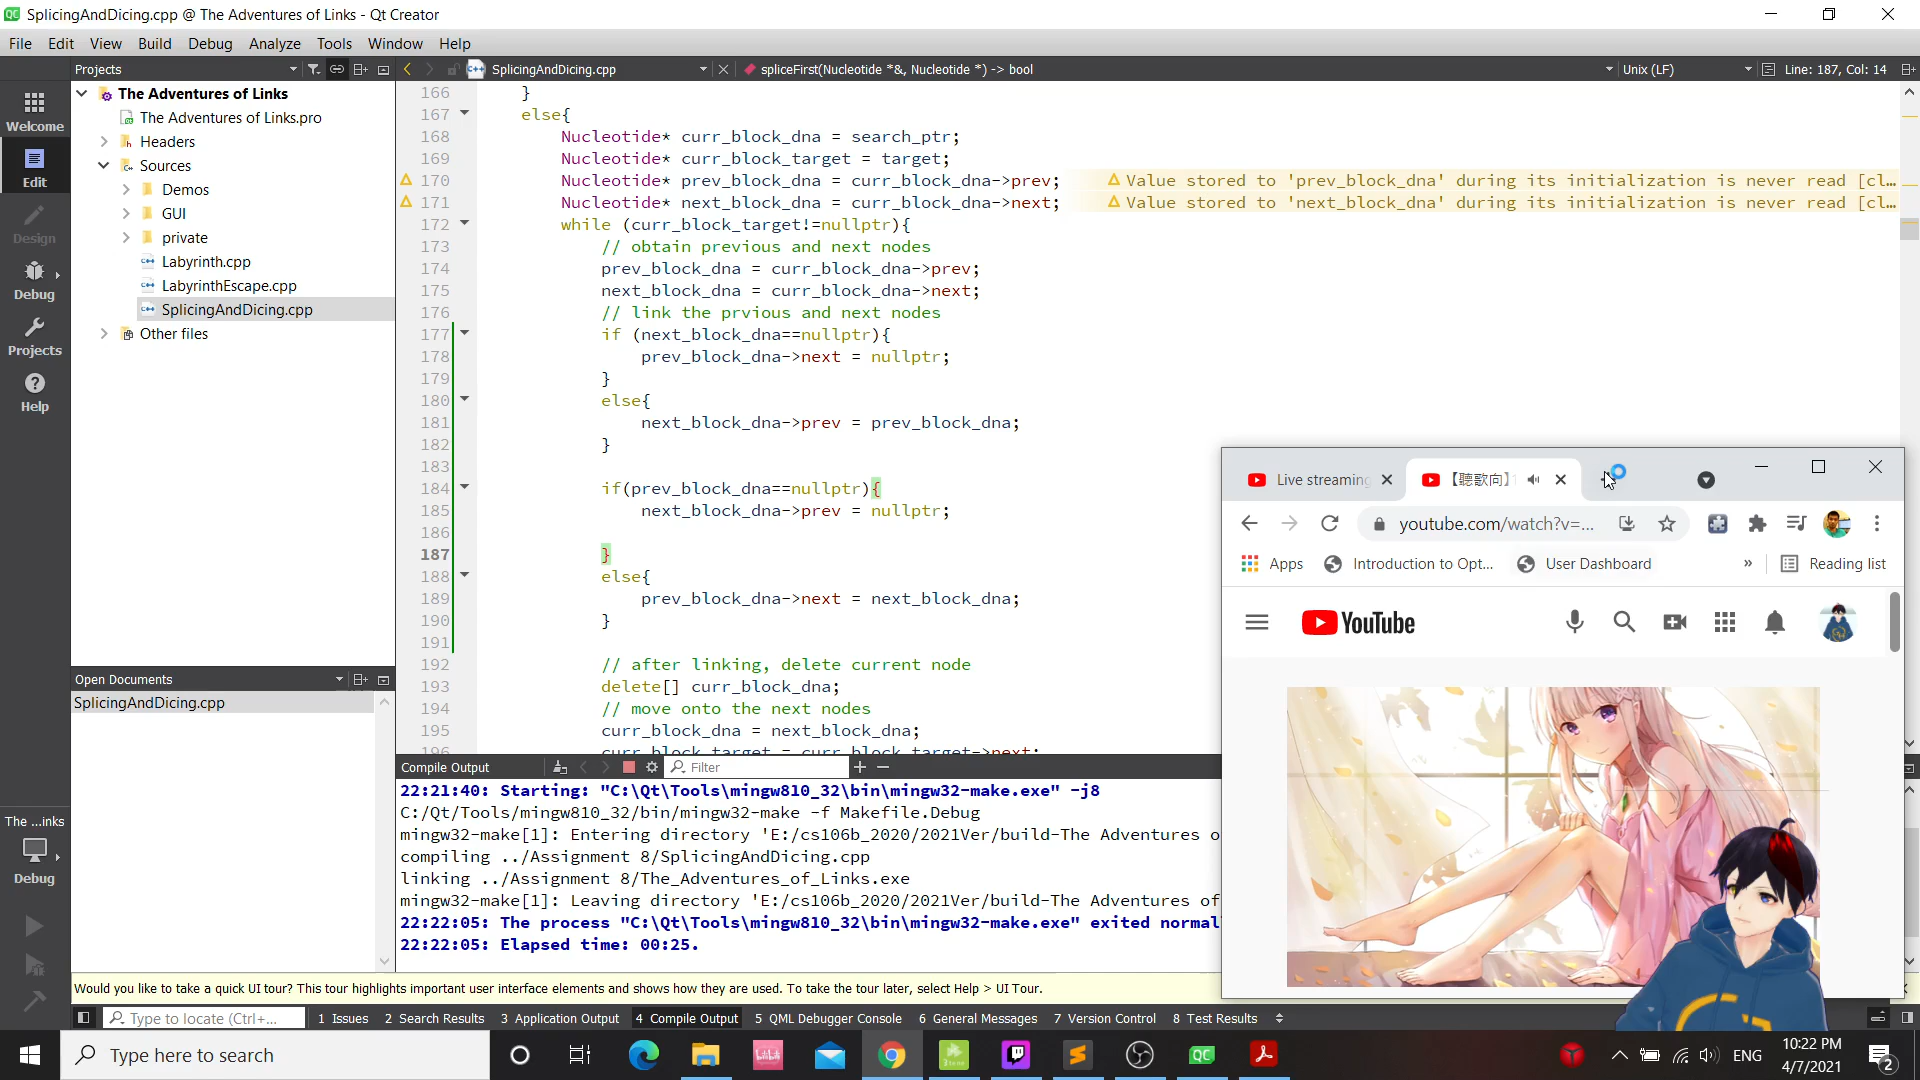 SplicingAndDicing.cpp @ The Adventures of Links - Qt Creator
File Edit View Build Debug Analyze Tools Window Help
Projects
SplicingAndDicing.cpp
spliceFirst(Nucleotide *&, Nucleotide *) -> bool
Unix (LF)
Line: 187, Col: 14
Welcome
Edit
Design
Debug
Projects
Help
The Adventures of Links
The Adventures of Links.pro
Headers
Sources
Demos
GUI
private
Labyrinth.cpp
LabyrinthEscape.cpp
SplicingAndDicing.cpp
Other files
Open Documents
SplicingAndDicing.cpp
The ...inks
Debug
166 }
167 else{
168 Nucleotide* curr_block_dna = search_ptr;
169 Nucleotide* curr_block_target = target;
170 Nucleotide* prev_block_dna = curr_block_dna->prev; Value stored to 'prev_block_dna' during its initialization is never read [cl…
171 Nucleotide* next_block_dna = curr_block_dna->next; Value stored to 'next_block_dna' during its initialization is never read [cl…
172 while (curr_block_target!=nullptr){
173 // obtain previous and next nodes
174 prev_block_dna = curr_block_dna->prev;
175 next_block_dna = curr_block_dna->next;
176 // link the prvious and next nodes
177 if (next_block_dna==nullptr){
178 prev_block_dna->next = nullptr;
179 }
180 else{
181 next_block_dna->prev = prev_block_dna;
182 }
183
184 if(prev_block_dna==nullptr){
185 next_block_dna->prev = nullptr;
186
187 }
188 else{
189 prev_block_dna->next = next_block_dna;
190 }
191
192 // after linking, delete current node
193 delete[] curr_block_dna;
194 // move onto the next nodes
195 curr_block_dna = next_block_dna;
196 curr_block_target = curr_block_target->next;
Compile Output
Filter
22:21:40: Starting: "C:\Qt\Tools\mingw810_32\bin\mingw32-make.exe" -j8
C:/Qt/Tools/mingw810_32/bin/mingw32-make -f Makefile.Debug
mingw32-make[1]: Entering directory 'E:/cs106b_2020/2021Ver/build-The Adventures o
compiling ../Assignment 8/SplicingAndDicing.cpp
linking ../Assignment 8/The_Adventures_of_Links.exe
mingw32-make[1]: Leaving directory 'E:/cs106b_2020/2021Ver/build-The Adventures of
22:22:05: The process "C:\Qt\Tools\mingw810_32\bin\mingw32-make.exe" exited normal
22:22:05: Elapsed time: 00:25.
Live streaming
【聽歌向】
youtube.com/watch?v=...
Apps
Introduction to Opt...
User Dashboard
»
Reading list
YouTube
Would you like to take a quick UI tour? This tour highlights important user interface elements and shows how they are used. To take the tour later, select Help > UI Tour.
Type to locate (Ctrl+...
1 Issues 2 Search Results 3 Application Output 4 Compile Output 5 QML Debugger Console 6 General Messages 7 Version Control 8 Test Results
Type here to search
ENG
10:22 PM
4/7/2021
2